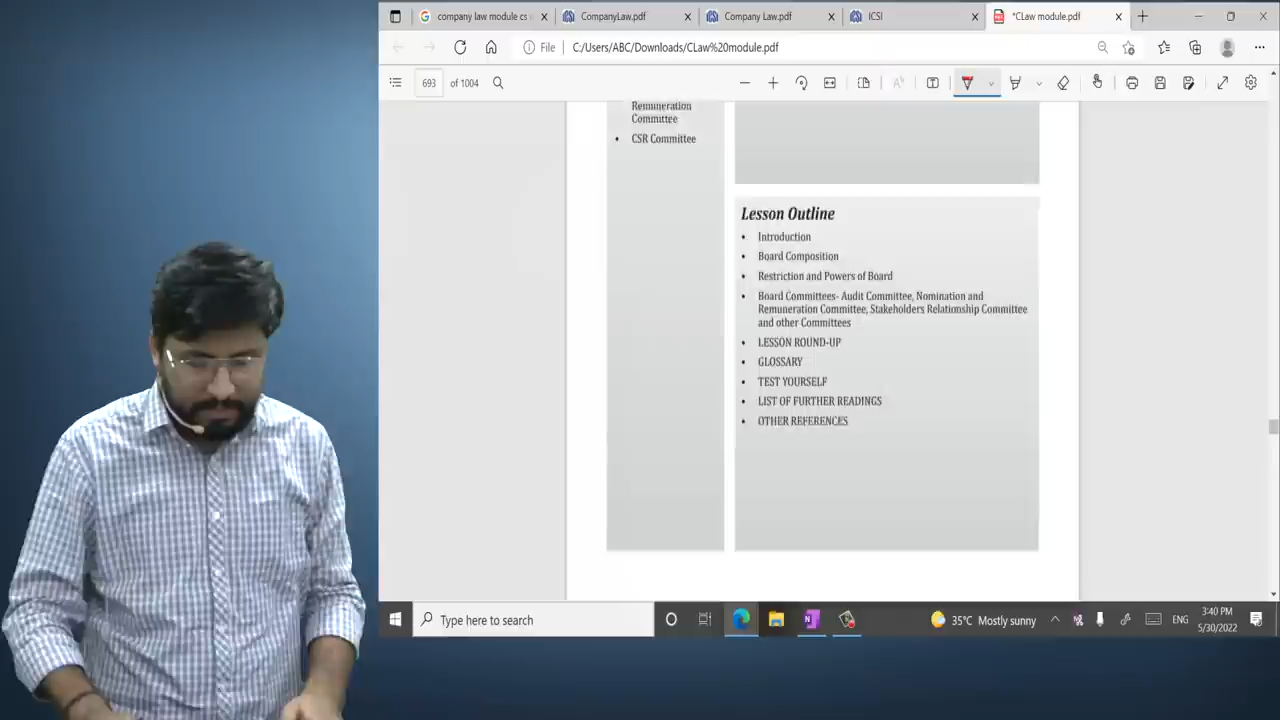 company law module cs
CompanyLaw.pdf
Company Law.pdf
ICSI
*CLaw module.pdf
File
C:/Users/ABC/Downloads/CLaw%20module.pdf
693 of 1004
Remuneration
Committee
• CSR Committee
Lesson Outline
• Introduction
• Board Composition
• Restriction and Powers of Board
• Board Committees- Audit Committee, Nomination and
Remuneration Committee, Stakeholders Relationship Committee
and other Committees
• LESSON ROUND-UP
• GLOSSARY
• TEST YOURSELF
• LIST OF FURTHER READINGS
• OTHER REFERENCES
Type here to search
35°C Mostly sunny
ENG
3:40 PM
5/30/2022